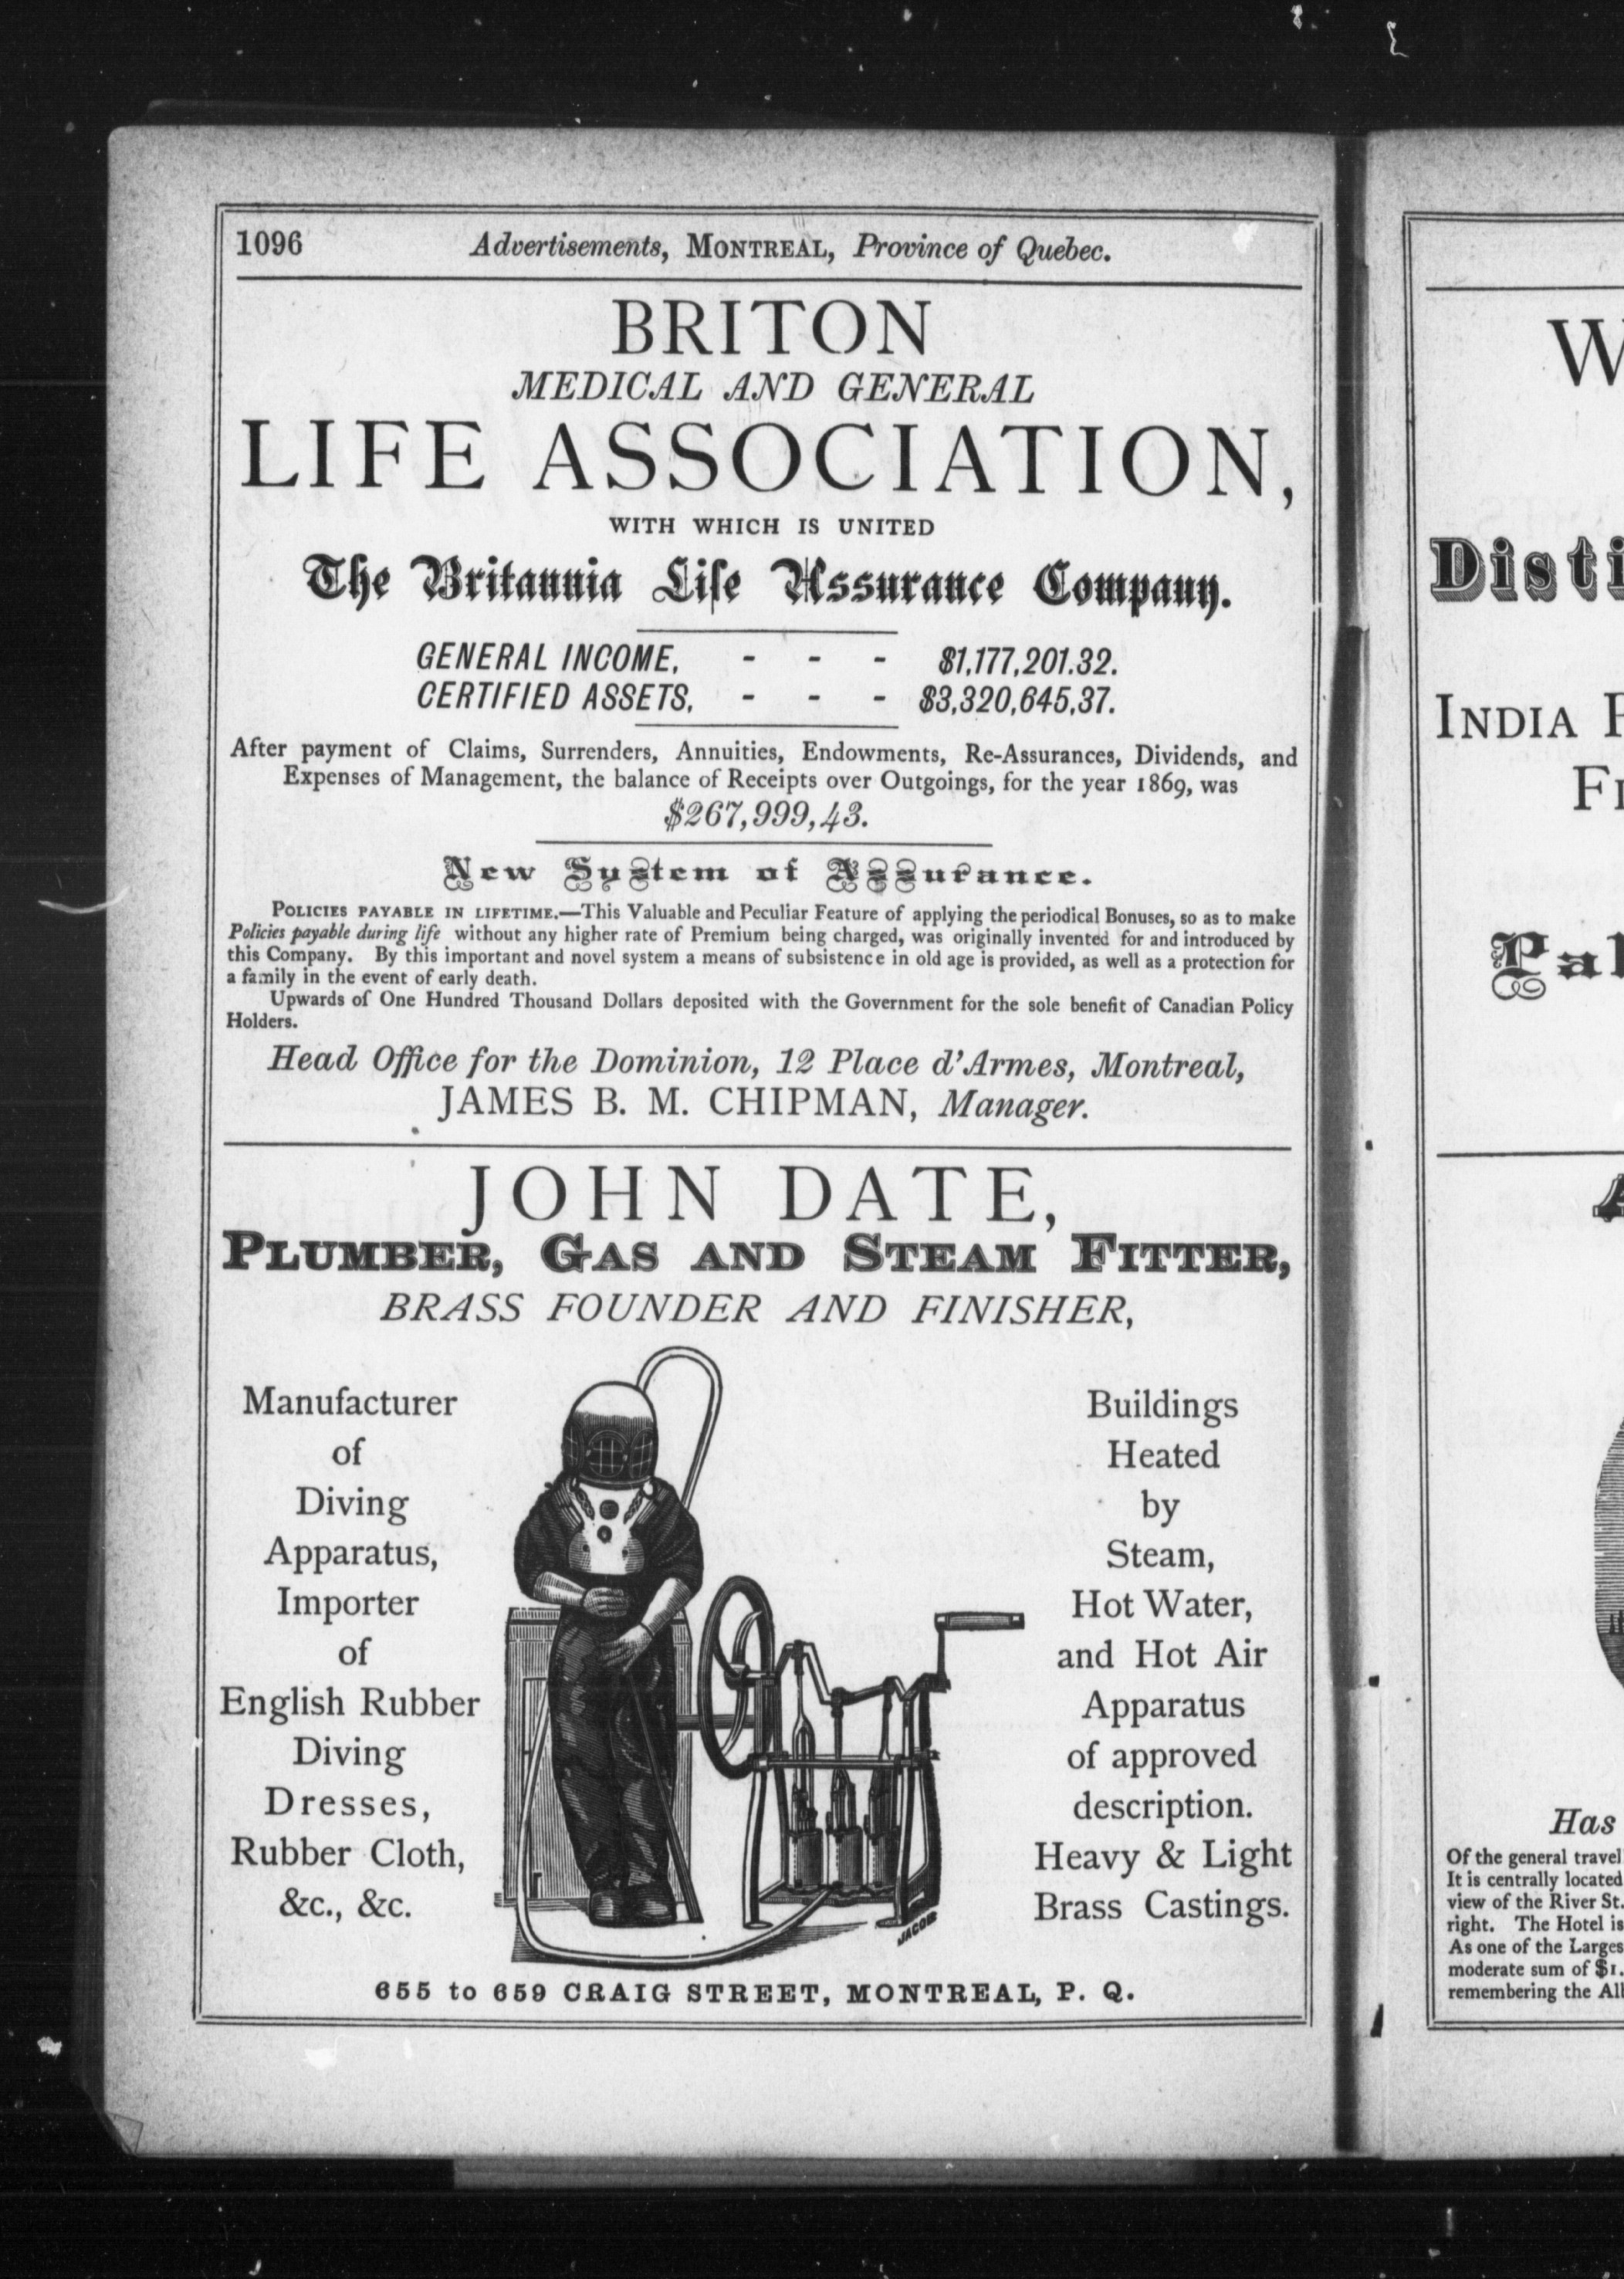 1096 Advertisements, MONTREAL, Province of Quebec.
BRITON
MEDICAL AND GENERAL
LIFE ASSOCIATION,
WITH WHICH IS UNITED
The Britannia Life Assurance Company.
GENERAL INCOME, - - - $1,177,201.32.
CERTIFIED ASSETS, - - - $3,320,645,37.
After payment of Claims, Surrenders, Annuities, Endowments, Re-Assurances, Dividends, and
Expenses of Management, the balance of Receipts over Outgoings, for the year 1869, was
$267,999,43.
New System of Assurance.
POLICIES PAYABLE IN LIFETIME.—This Valuable and Peculiar Feature of applying the periodical Bonuses, so as to make
Policies payable during life without any higher rate of Premium being charged, was originally invented for and introduced by
this Company. By this important and novel system a means of subsistence in old age is provided, as well as a protection for
a family in the event of early death.
Upwards of One Hundred Thousand Dollars deposited with the Government for the sole benefit of Canadian Policy
Holders.
Head Office for the Dominion, 12 Place d'Armes, Montreal,
JAMES B. M. CHIPMAN, Manager.
JOHN DATE,
PLUMBER, GAS AND STEAM FITTER,
BRASS FOUNDER AND FINISHER,
Manufacturer
of
Diving
Apparatus,
Importer
of
English Rubber
Diving
Dresses,
Rubber Cloth,
&c., &c.
JACOBI
Buildings
Heated
by
Steam,
Hot Water,
and Hot Air
Apparatus
of approved
description.
Heavy & Light
Brass Castings.
655 to 659 CRAIG STREET, MONTREAL, P. Q.
W
Disti
INDIA
Pal
Has
Of the general travel
It is centrally located
view of the River St.
right. The Hotel is
As one of the Larges
moderate sum of $1.
remembering the Alb